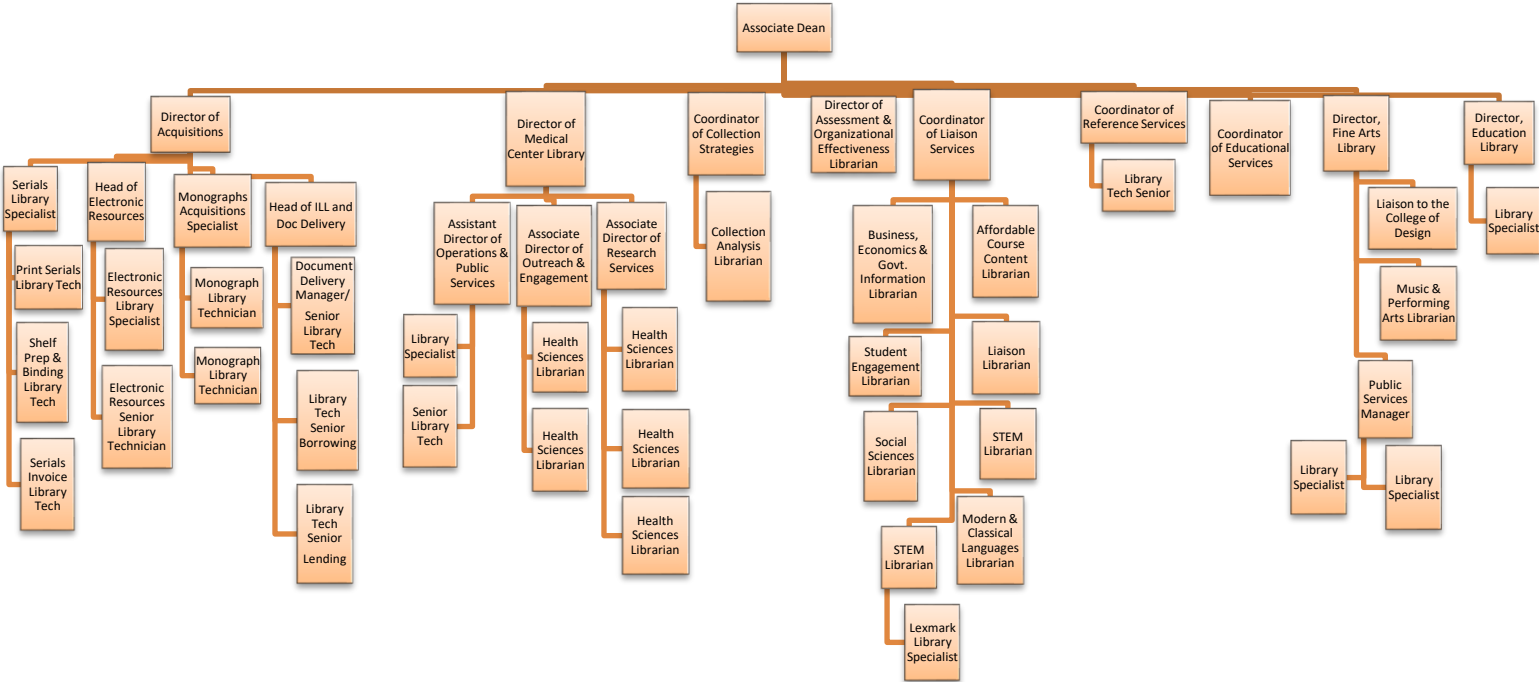 Associate Dean
Director of
Acquisitions
Director of
Medical
Center Library
Coordinator
of Collection
Strategies
Director of
Assessment &
Organizational
Effectiveness
Librarian
Coordinator
of Liaison
Services
Coordinator of
Reference Services
Coordinator
of Educational
Services
Director,
Fine Arts
Library
Director,
Education
Library
Serials
Library
Specialist
Print Serials
Library Tech
Shelf
Prep &
Binding
Library
Tech
Serials
Invoice
Library
Tech
Head of
Electronic
Resources
Electronic
Resources
Library
Specialist
Electronic
Resources
Senior
Library
Technician
Monographs
Acquisitions
Specialist
Monograph
Library
Technician
Monograph
Library
Technician
Head of ILL and
Doc Delivery
Document
Delivery
Manager/
Senior
Library
Tech
Library
Tech
Senior
Borrowing
Library
Tech
Senior
Lending
Assistant
Director of
Operations &
Public
Services
Library
Specialist
Senior
Library
Tech
Associate
Director of
Outreach &
Engagement
Health
Sciences
Librarian
Health
Sciences
Librarian
Associate
Director of
Research
Services
Health
Sciences
Librarian
Health
Sciences
Librarian
Health
Sciences
Librarian
Collection
Analysis
Librarian
Business,
Economics &
Govt.
Information
Librarian
Affordable
Course
Content
Librarian
Student
Engagement
Librarian
Liaison
Librarian
Social
Sciences
Librarian
STEM
Librarian
STEM
Librarian
Modern &
Classical
Languages
Librarian
Lexmark
Library
Specialist
Library
Tech Senior
Liaison to the
College of
Design
Music &
Performing
Arts Librarian
Public
Services
Manager
Library
Specialist
Library
Specialist
Library
Specialist